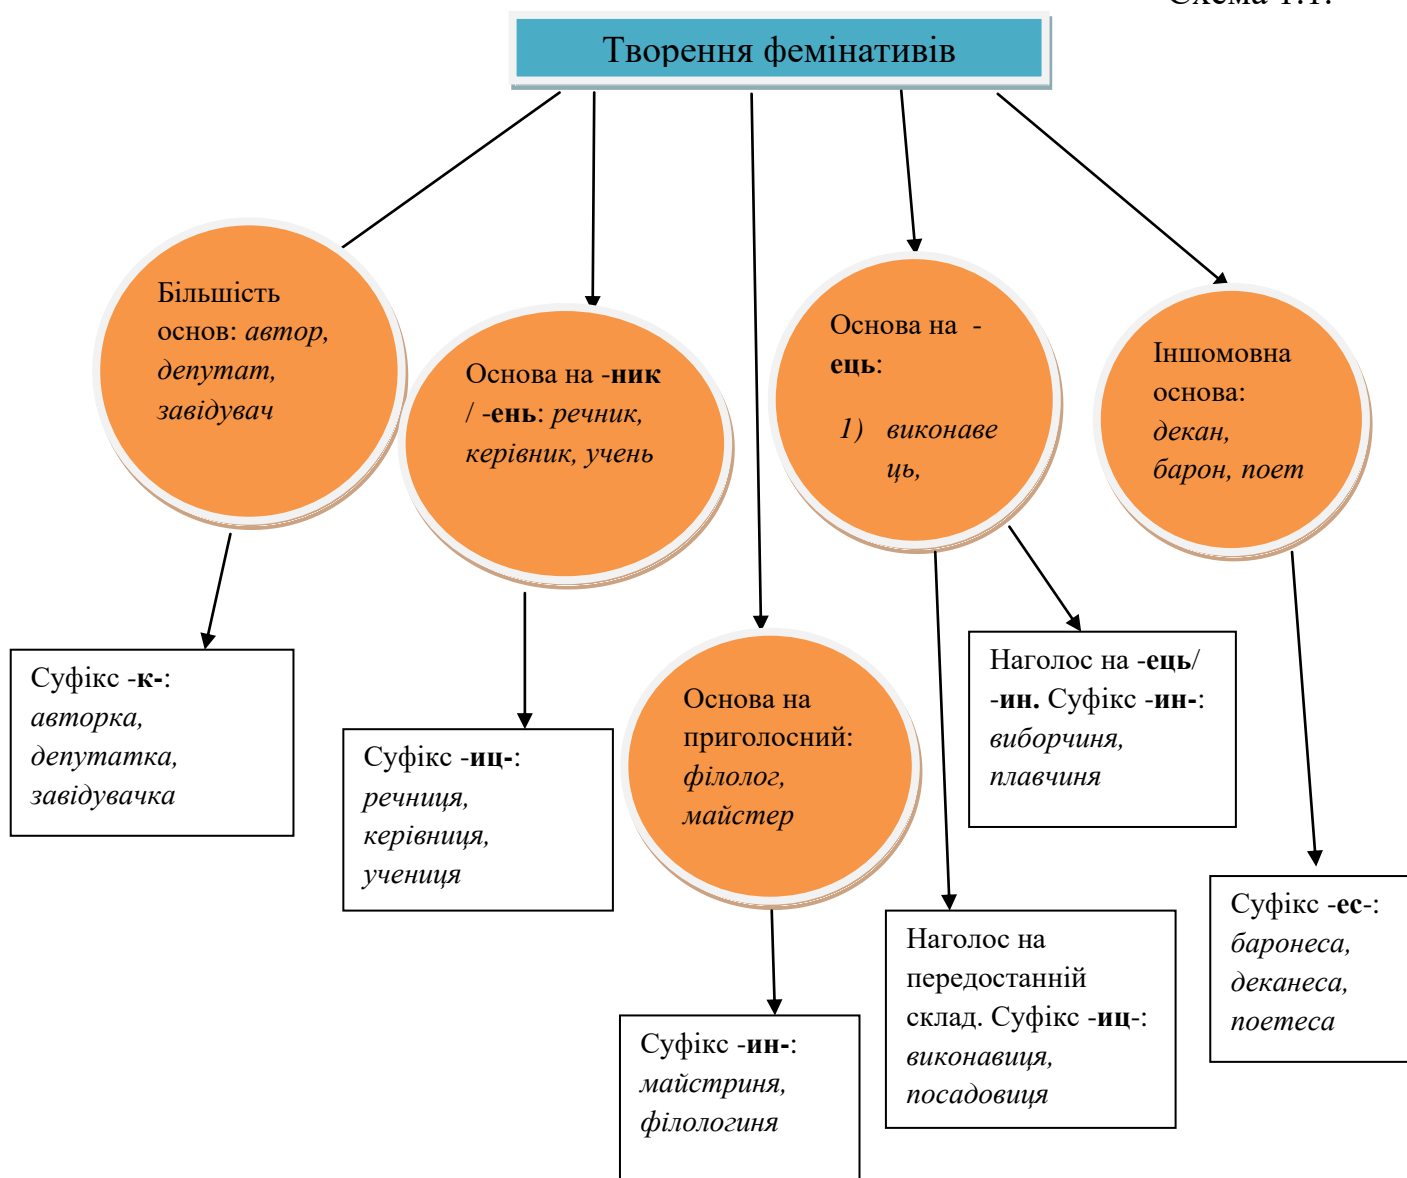 Схема 1.1.
Творення фемінативів
Більшість
основ: автор,
депутат,
завідувач
Основа на -ник
/ -ень: речник,
керівник, учень
Основа на -
ець:
1) виконаве
ць,
Іншомовна
основа:
декан,
барон, поет
Суфікс -к-:
авторка,
депутатка,
завідувачка
Суфікс -иц-:
речниця,
керівниця,
учениця
Основа на
приголосний:
філолог,
майстер
Наголос на -ець/
-ин. Суфікс -ин-:
виборчиня,
плавчиня
Суфікс -ин-:
майстриня,
філологиня
Наголос на
передостанній
склад. Суфікс -иц-:
виконавиця,
посадовиця
Суфікс -ес-:
баронеса,
деканеса,
поетеса